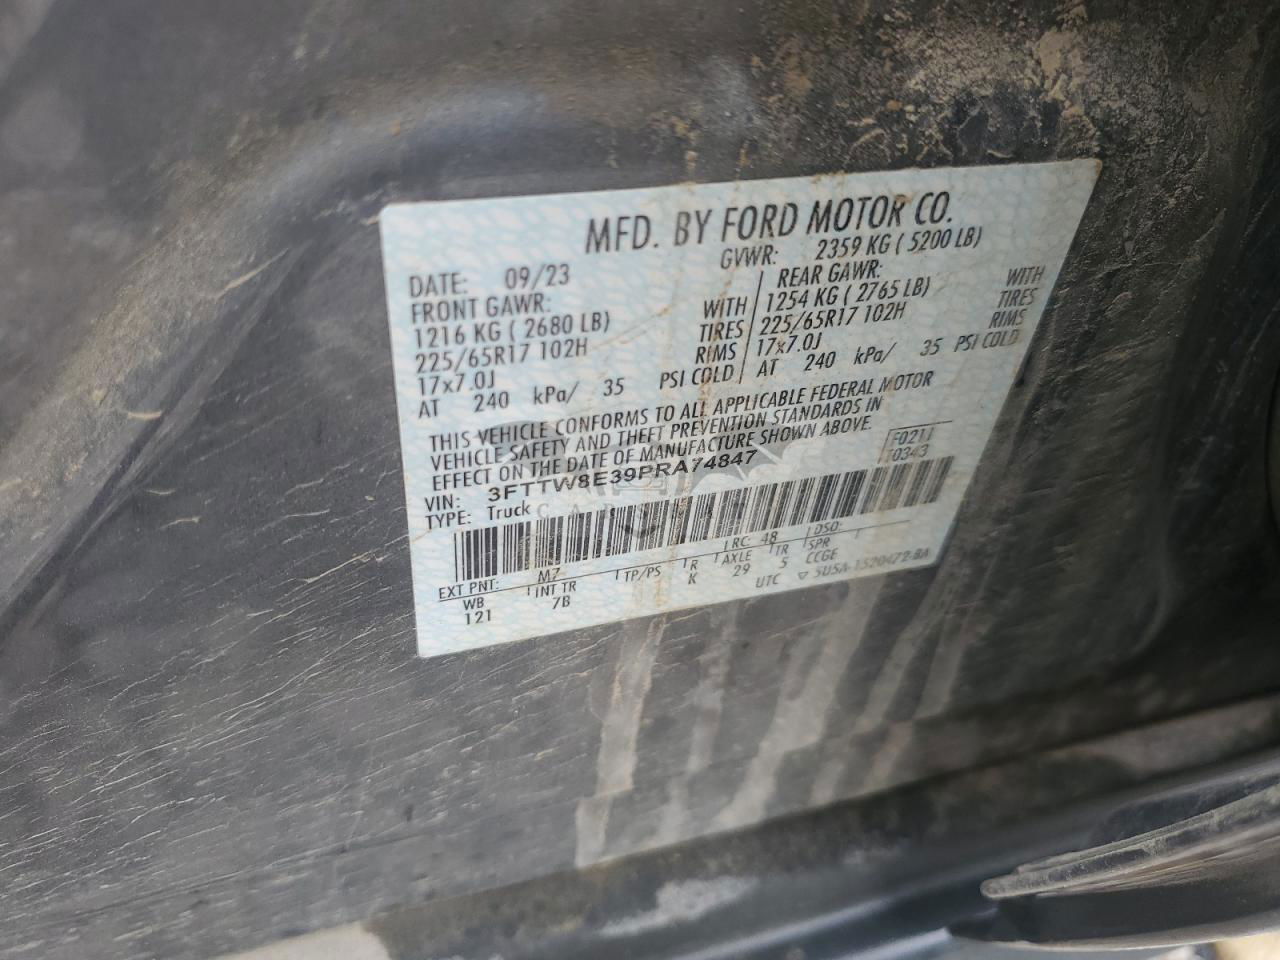 MFD. BY FORD MOTOR CO.
DATE: 09/23 GVWR: 2359 KG ( 5200 LB)
FRONT GAWR: REAR GAWR:
1216 KG ( 2680 LB) WITH 1254 KG ( 2765 LB) WITH
225/65R17 102H TIRES 225/65R17 102H TIRES
17x7.0J RIMS 17x7.0J RIMS
AT 240 kPa/ 35 PSI COLD AT 240 kPa/ 35 PSI COLD
THIS VEHICLE CONFORMS TO ALL APPLICABLE FEDERAL MOTOR
VEHICLE SAFETY AND THEFT PREVENTION STANDARDS IN
EFFECT ON THE DATE OF MANUFACTURE SHOWN ABOVE.
VIN: 3FTTW8E39PRA74847 F0211
TYPE: Truck T0343
EXT PNT: M7 RC: 48 DSO:
WB INT TR TP/PS R AXLE TR SPR
121 7B K 29 5 CCGE
UTC ▽ 5U5A-1520472-BA